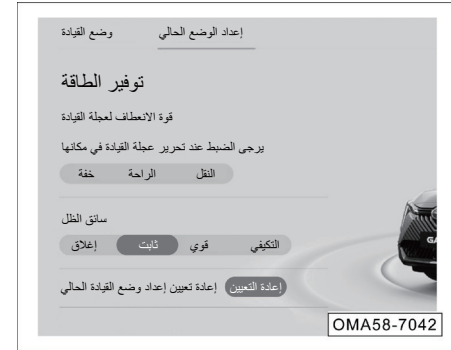 إعداد الوضع الحالي وضع القيادة
توفير الطاقة
قوة الانعطاف لعجلة القيادة
يرجى الضبط عند تحرير عجلة القيادة في مكانها
النقل الراحة خفة
سائق الظل
التكيفي قوي ثابت إغلاق
إعادة التعيين إعادة تعيين إعداد وضع القيادة الحالي
GA
OMA58-7042